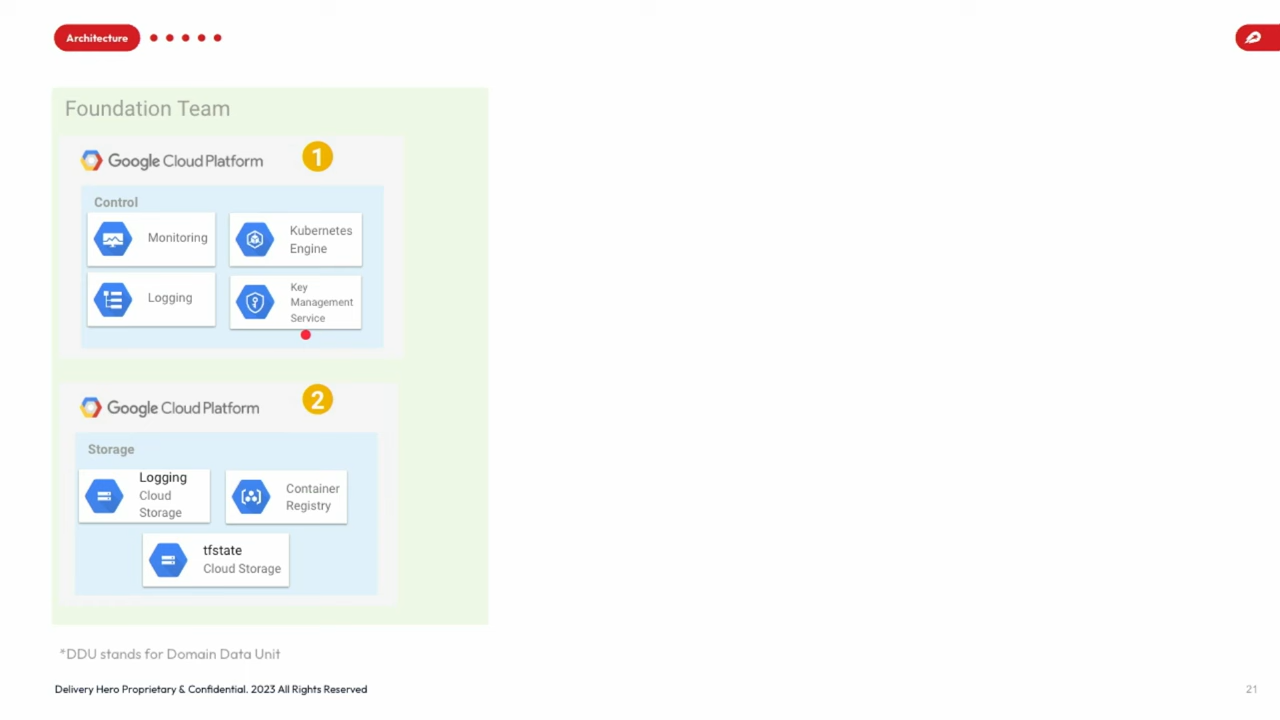 Architecture
Foundation Team
Google Cloud Platform
1
Control
Monitoring
Kubernetes
Engine
Logging
Key
Management
Service
Google Cloud Platform
2
Storage
Logging
Cloud
Storage
Container
Registry
tfstate
Cloud Storage
*DDU stands for Domain Data Unit
Delivery Hero Proprietary & Confidential. 2023 All Rights Reserved
21